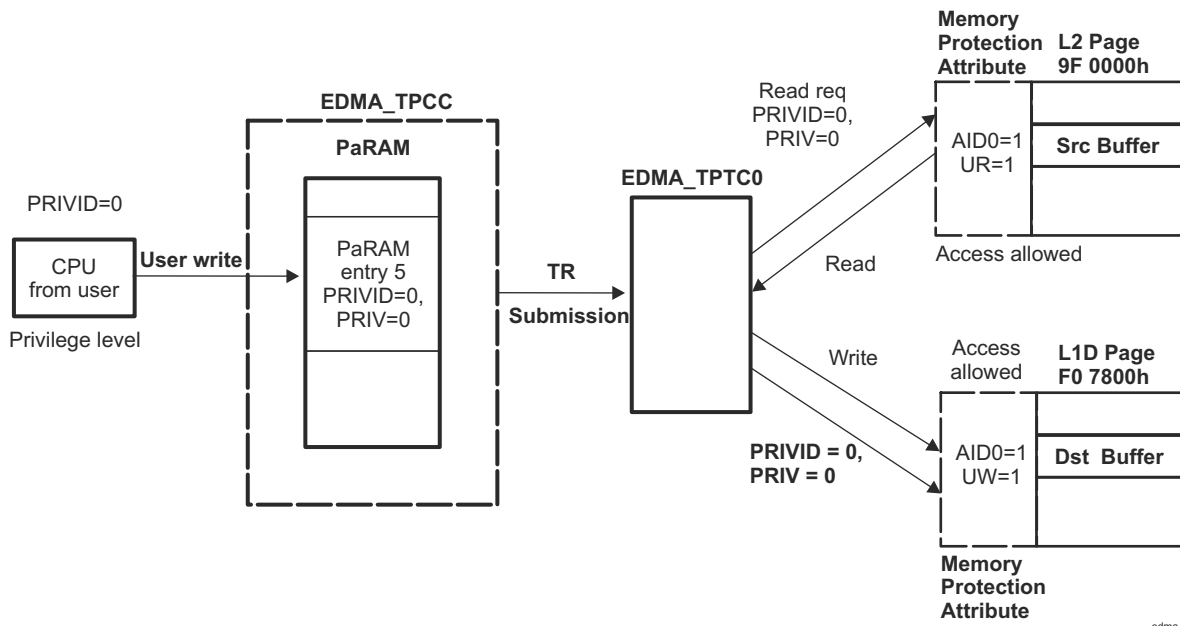 PRIVID=0
CPU
from user
Privilege level
User write
EDMA_TPCC
PaRAM
PaRAM
entry 5
PRIVID=0,
PRIV=0
TR
Submission
EDMA_TPTC0
Read req
PRIVID=0,
PRIV=0
Read
Memory
Protection
Attribute
L2 Page
9F 0000h
AID0=1
UR=1
Src Buffer
Access allowed
Write
PRIVID = 0,
PRIV = 0
Access
allowed
L1D Page
F0 7800h
AID0=1
UW=1
Dst Buffer
Memory
Protection
Attribute